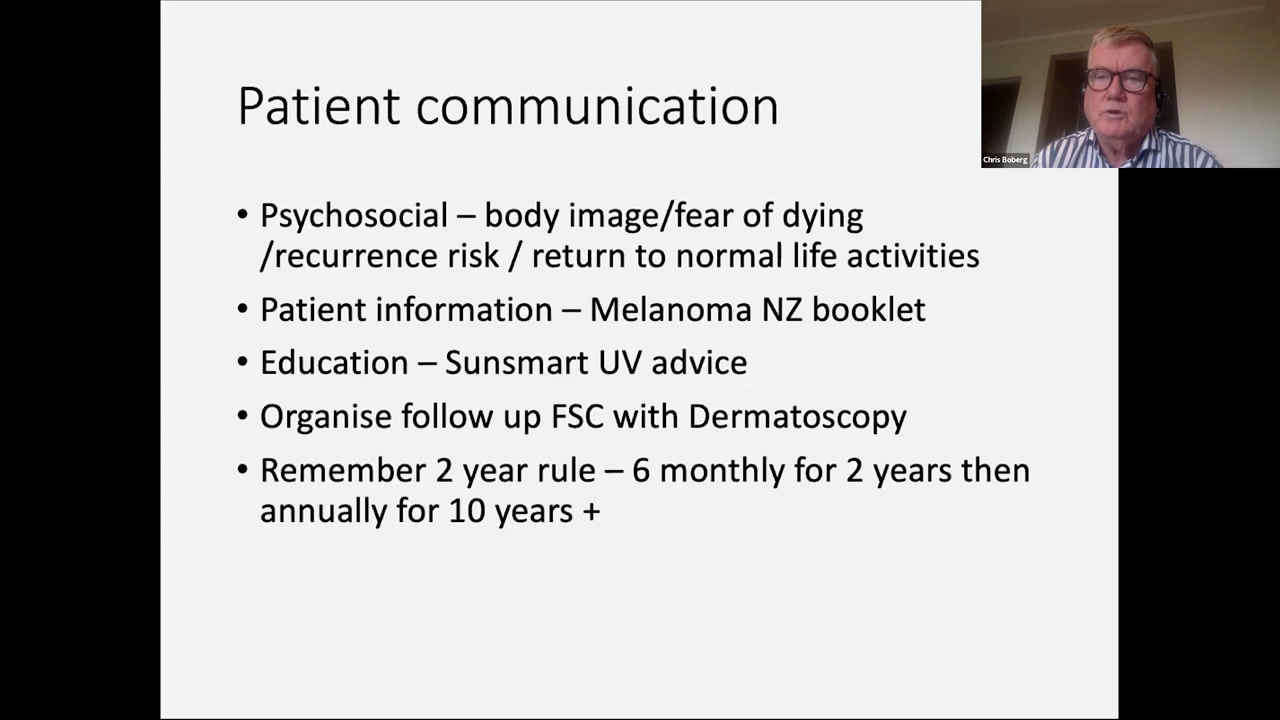 Patient communication
• Psychosocial – body image/fear of dying
/recurrence risk / return to normal life activities
• Patient information – Melanoma NZ booklet
• Education – Sunsmart UV advice
• Organise follow up FSC with Dermatoscopy
• Remember 2 year rule – 6 monthly for 2 years then
annually for 10 years +
Chris Boberg